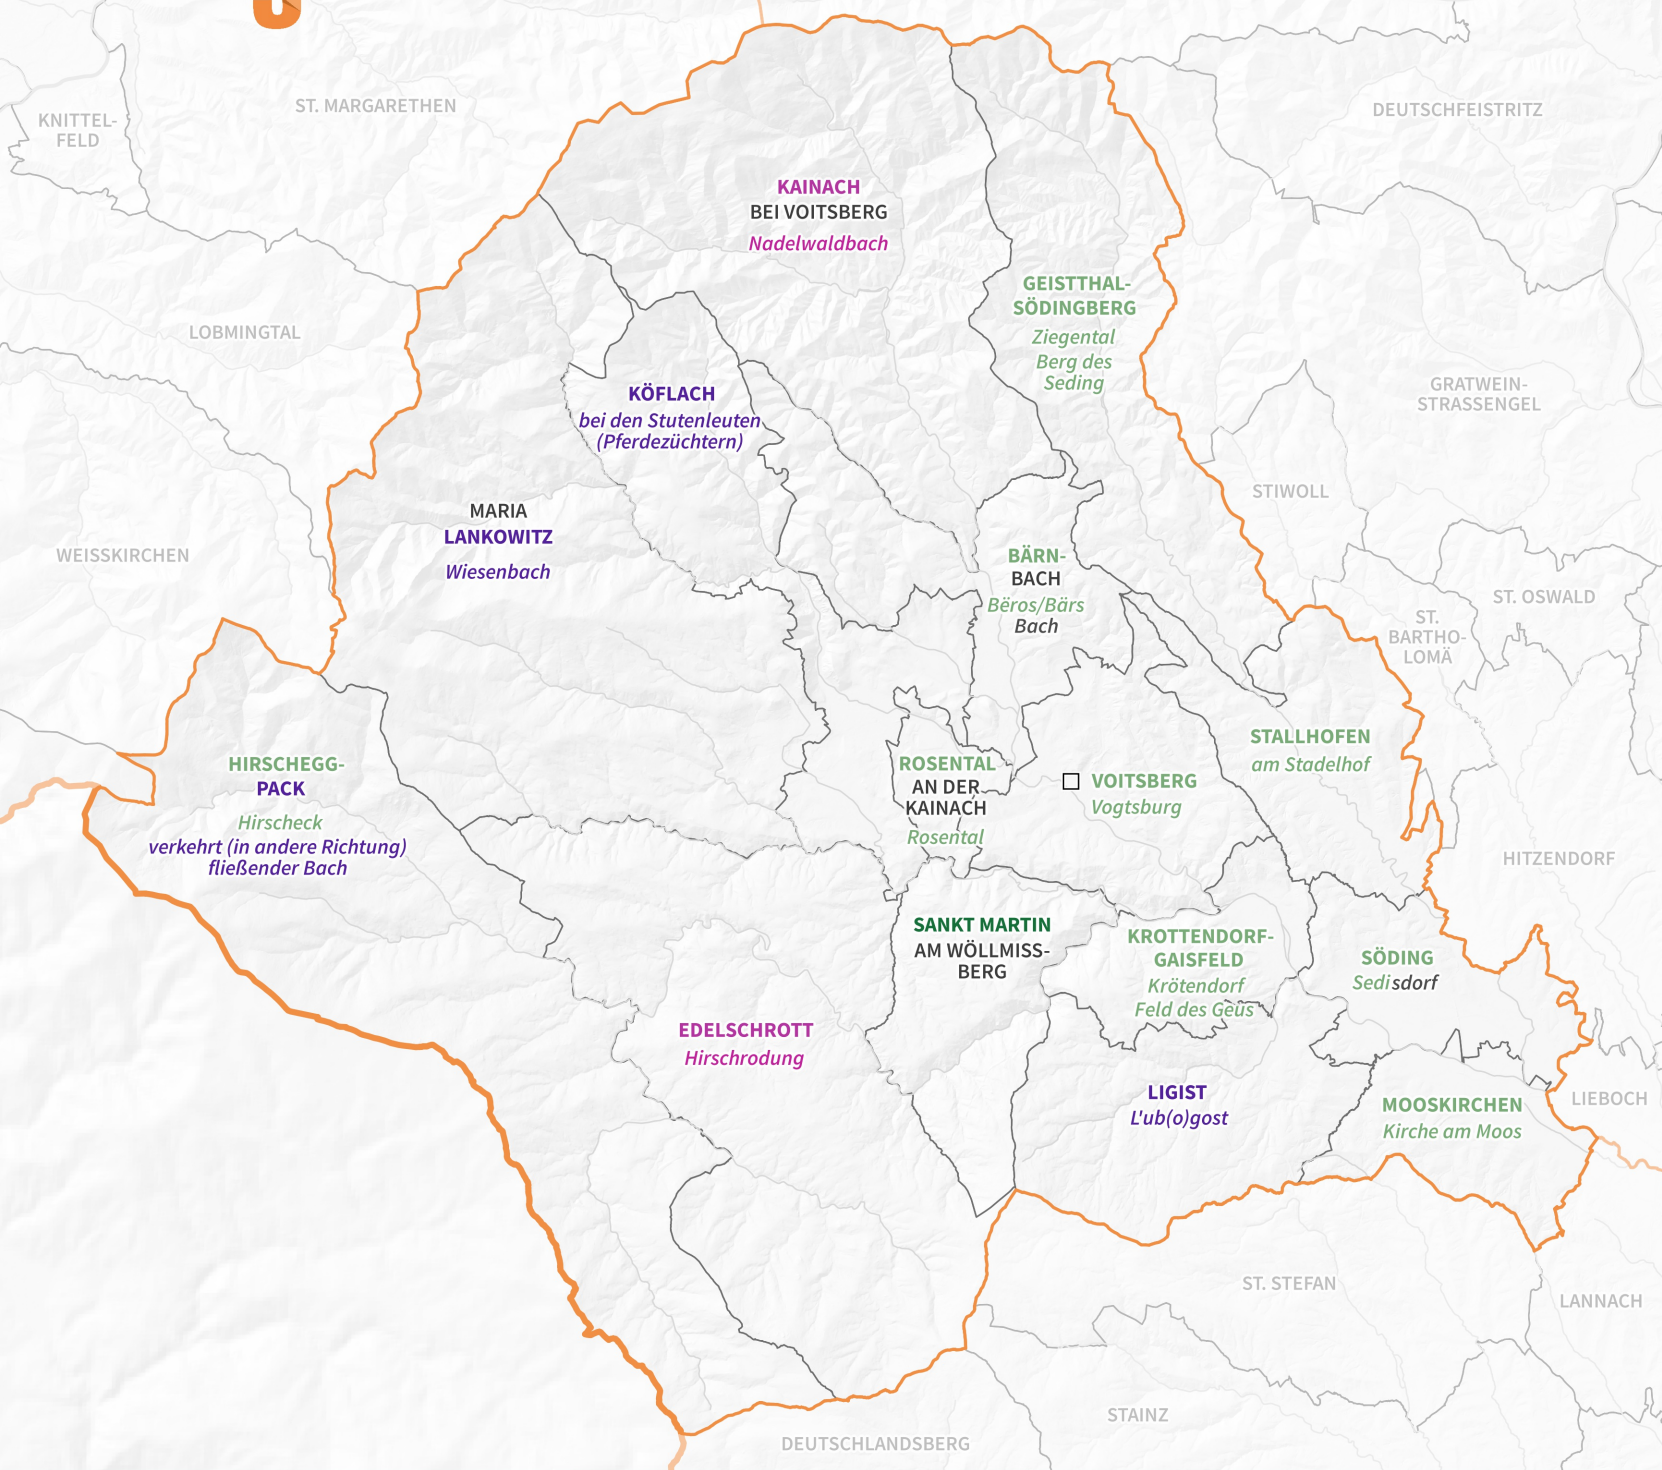 ST. MARGARETHEN
KNITTEL-
FELD
DEUTSCHFEISTRITZ
KAINACH
BEI VOITSBERG
Nadelwaldbach
GEISTTHAL-
SÖDINGBERG
Ziegental
Berg des
Seding
LOBMINGTAL
KÖFLACH
bei den Stutenleuten
(Pferdezüchtern)
GRATWEIN-
STRASSENGEL
STIWOLL
MARIA
LANKOWITZ
Wiesenbach
WEISSKIRCHEN
BÄRN-
BACH
Bëros/Bärs
Bach
ST. OSWALD
ST.
BARTHO-
LOMÄ
HIRSCHEGG-
PACK
Hirscheck
verkehrt (in andere Richtung)
fließender Bach
ROSENTAL
AN DER
KAINACH
Rosental
VOITSBERG
Vogtsburg
STALLHOFEN
am Stadelhof
HITZENDORF
SANKT MARTIN
AM WÖLLMISS-
BERG
KROTTENDORF-
GAISFELD
Krötendorf
Feld des Geus
SÖDING
Sedisdorf
EDELSCHROTT
Hirschrodung
LIGIST
L'ub(o)gost
MOOSKIRCHEN
Kirche am Moos
LIEBOCH
ST. STEFAN
LANNACH
STAINZ
DEUTSCHLANDSBERG